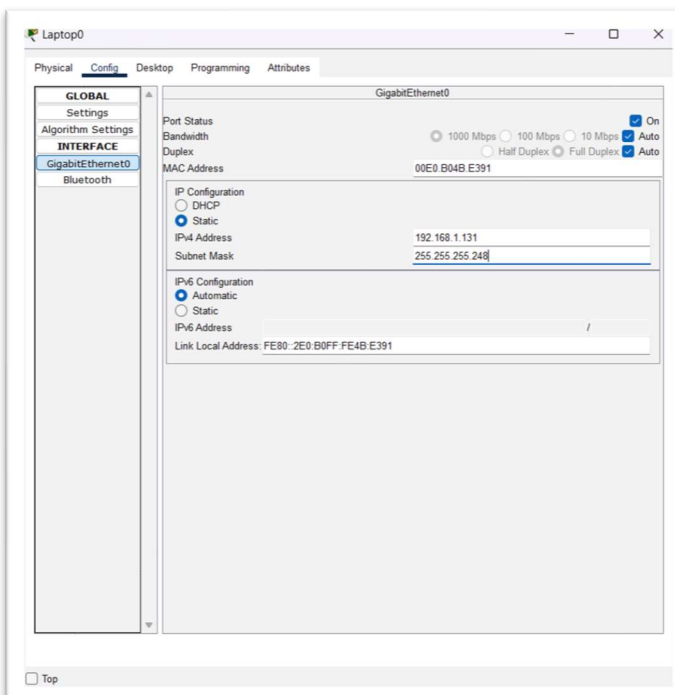 Laptop0
Physical Config Desktop Programming Attributes
GLOBAL
Settings
Algorithm Settings
INTERFACE
GigabitEthernet0
Bluetooth
GigabitEthernet0
Port Status On
Bandwidth 1000 Mbps 100 Mbps 10 Mbps Auto
Duplex Half Duplex Full Duplex Auto
MAC Address 00E0.B04B.E391
IP Configuration
DHCP
Static
IPv4 Address 192.168.1.131
Subnet Mask 255.255.255.248
IPv6 Configuration
Automatic
Static
IPv6 Address /
Link Local Address: FE80::2E0:B0FF:FE4B:E391
Top